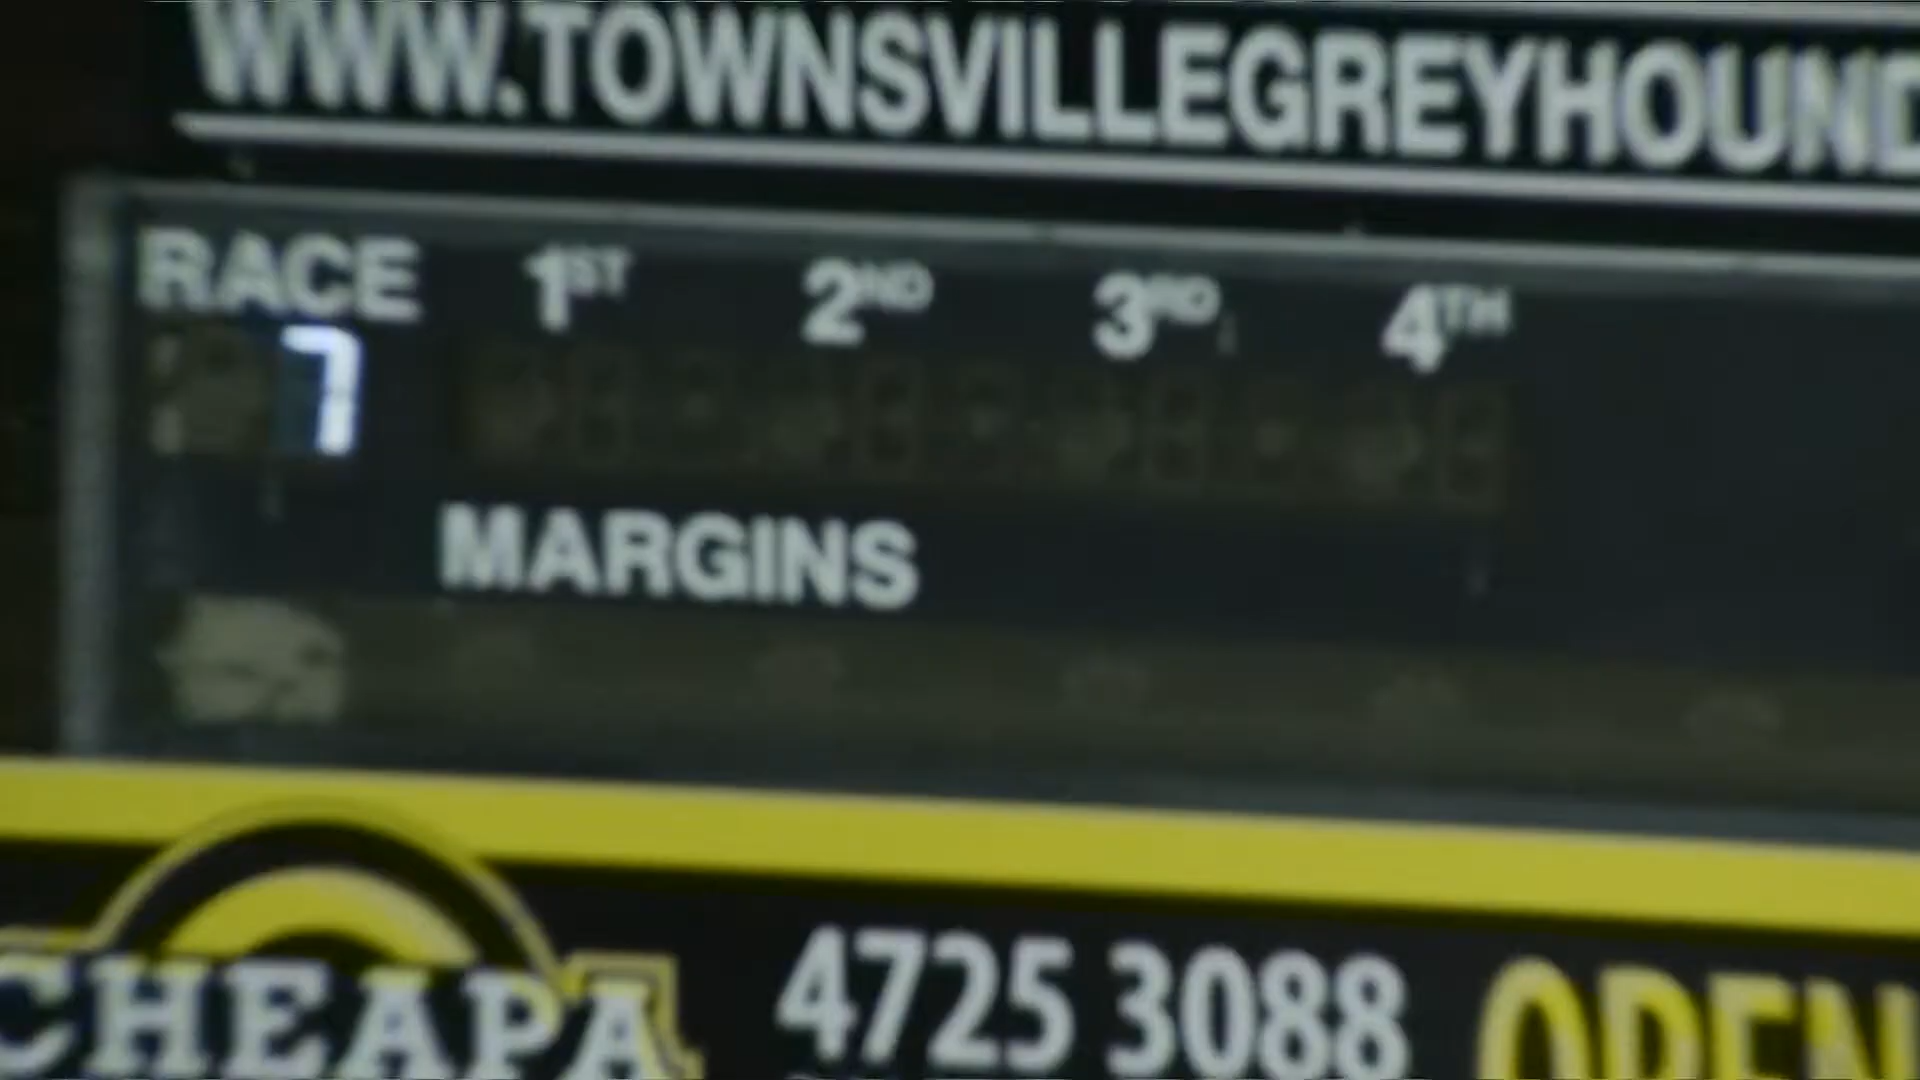 WWW.TOWNSVILLEGREYHOUND
RACE 1ST 2ND 3RD 4TH
7
MARGINS
CHEAPA 4725 3088 OPEN